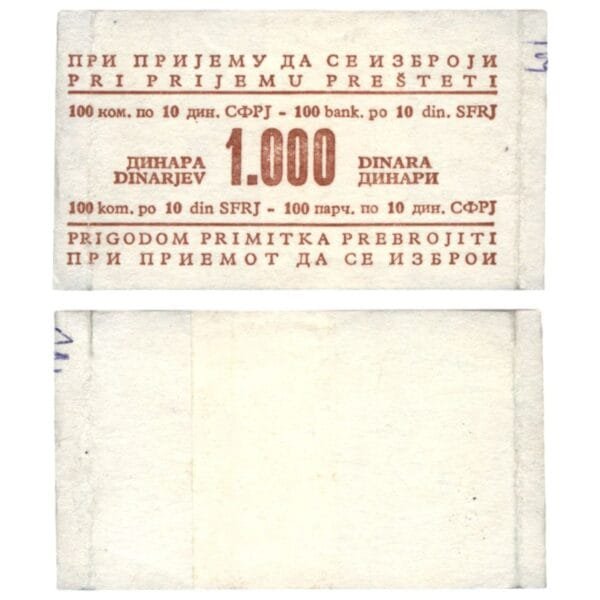 ПРИ ПРИЈЕМУ ДА СЕ ИЗБРОЈИ
PRI PRIJEMU PREŠTETI
100 ком. по 10 дин. СФРЈ - 100 bank. po 10 din. SFRJ
ДИНАРА 1.000 DINARA
DINARJEV ДИНАРИ
100 kom. po 10 din SFRJ - 100 парч. по 10 дин. СФРЈ
PRIGODOM PRIMITKA PREBROJITI
ПРИ ПРИЕМОТ ДА СЕ ИЗБРОИ